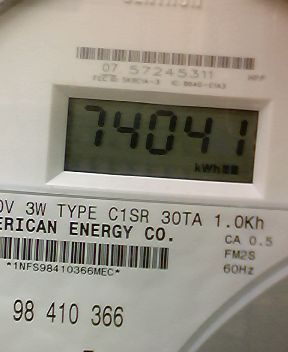 07 57245311
74041
kWh
0V 3W TYPE C1SR 30TA 1.0Kh
ERICAN ENERGY CO.
CA 0.5
FM2S
60Hz
*1NFS98410366MEC*
98 410 366